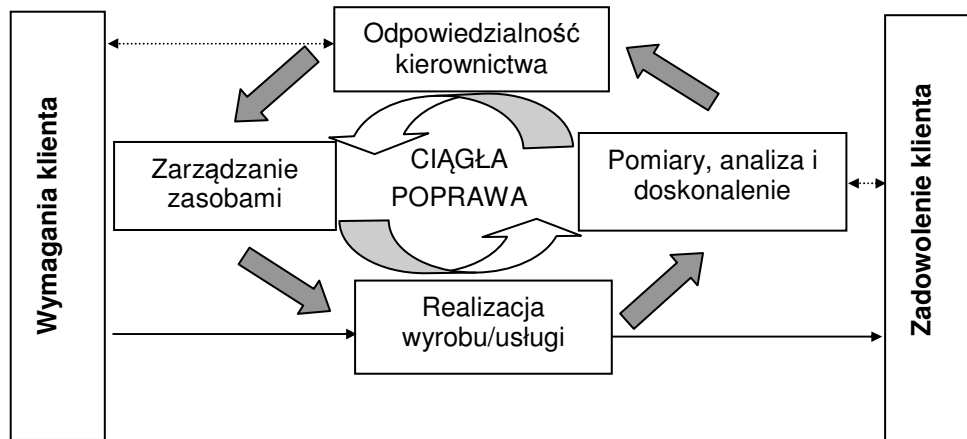 Wymagania klienta
Odpowiedzialność
kierownictwa
Zarządzanie
zasobami
CIĄGŁA
POPRAWA
Pomiary, analiza i
doskonalenie
Realizacja
wyrobu/usługi
Zadowolenie klienta